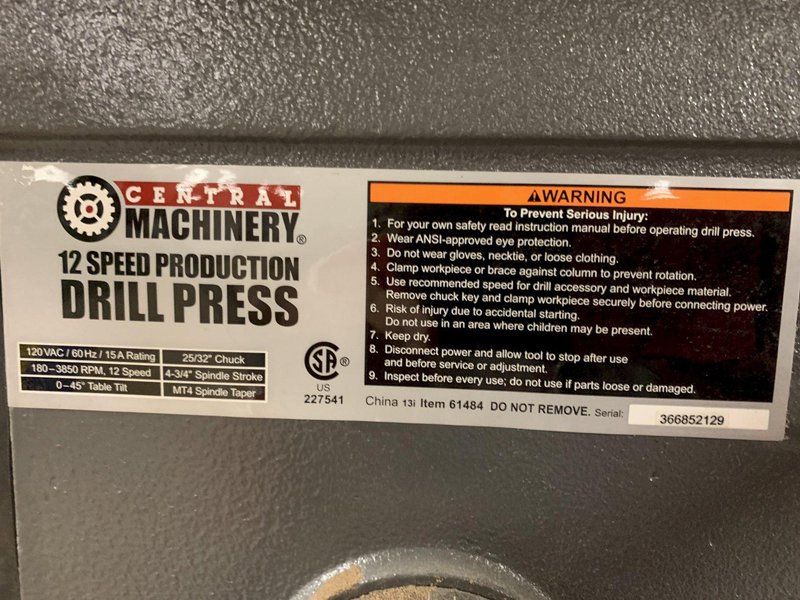 CENTRAL
MACHINERY®
12 SPEED PRODUCTION
DRILL PRESS
120 VAC / 60 Hz / 15 A Rating
25/32" Chuck
180–3850 RPM, 12 Speed
4-3/4" Spindle Stroke
0–45° Table Tilt
MT4 Spindle Taper
SA®
US
227541
⚠WARNING
To Prevent Serious Injury:
1. For your own safety read instruction manual before operating drill press.
2. Wear ANSI-approved eye protection.
3. Do not wear gloves, necktie, or loose clothing.
4. Clamp workpiece or brace against column to prevent rotation.
5. Use recommended speed for drill accessory and workpiece material.
Remove chuck key and clamp workpiece securely before connecting power.
6. Risk of injury due to accidental starting.
Do not use in an area where children may be present.
7. Keep dry.
8. Disconnect power and allow tool to stop after use
and before service or adjustment.
9. Inspect before every use; do not use if parts loose or damaged.
China 13i Item 61484 DO NOT REMOVE. Serial: 366852129